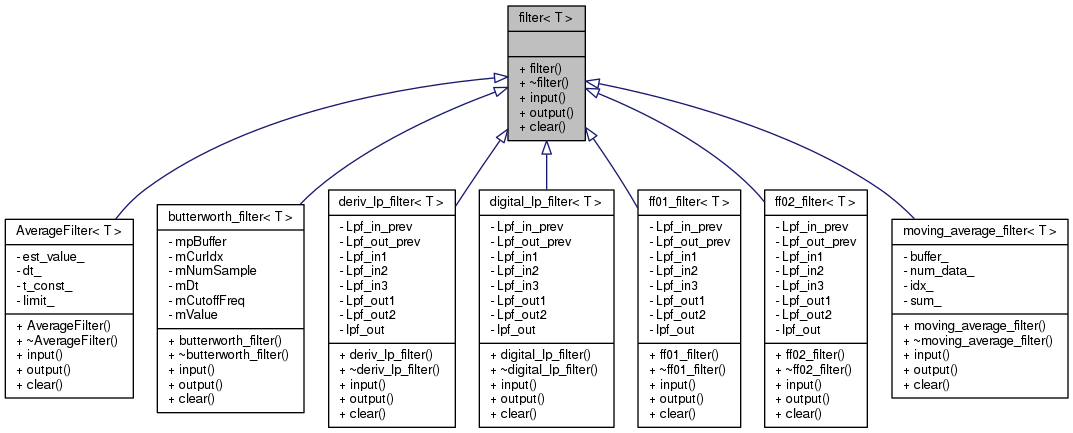 filter< T >
+ filter()
+ ~filter()
+ input()
+ output()
+ clear()
AverageFilter< T >
- est_value_
- dt_
- t_const_
- limit_
+ AverageFilter()
+ ~AverageFilter()
+ input()
+ output()
+ clear()
butterworth_filter< T >
- mpBuffer
- mCurIdx
- mNumSample
- mDt
- mCutoffFreq
- mValue
+ butterworth_filter()
+ ~butterworth_filter()
+ input()
+ output()
+ clear()
deriv_lp_filter< T >
- Lpf_in_prev
- Lpf_out_prev
- Lpf_in1
- Lpf_in2
- Lpf_in3
- Lpf_out1
- Lpf_out2
- lpf_out
+ deriv_lp_filter()
+ ~deriv_lp_filter()
+ input()
+ output()
+ clear()
digital_lp_filter< T >
- Lpf_in_prev
- Lpf_out_prev
- Lpf_in1
- Lpf_in2
- Lpf_in3
- Lpf_out1
- Lpf_out2
- lpf_out
+ digital_lp_filter()
+ ~digital_lp_filter()
+ input()
+ output()
+ clear()
ff01_filter< T >
- Lpf_in_prev
- Lpf_out_prev
- Lpf_in1
- Lpf_in2
- Lpf_in3
- Lpf_out1
- Lpf_out2
- lpf_out
+ ff01_filter()
+ ~ff01_filter()
+ input()
+ output()
+ clear()
ff02_filter< T >
- Lpf_in_prev
- Lpf_out_prev
- Lpf_in1
- Lpf_in2
- Lpf_in3
- Lpf_out1
- Lpf_out2
- lpf_out
+ ff02_filter()
+ ~ff02_filter()
+ input()
+ output()
+ clear()
moving_average_filter< T >
- buffer_
- num_data_
- idx_
- sum_
+ moving_average_filter()
+ ~moving_average_filter()
+ input()
+ output()
+ clear()